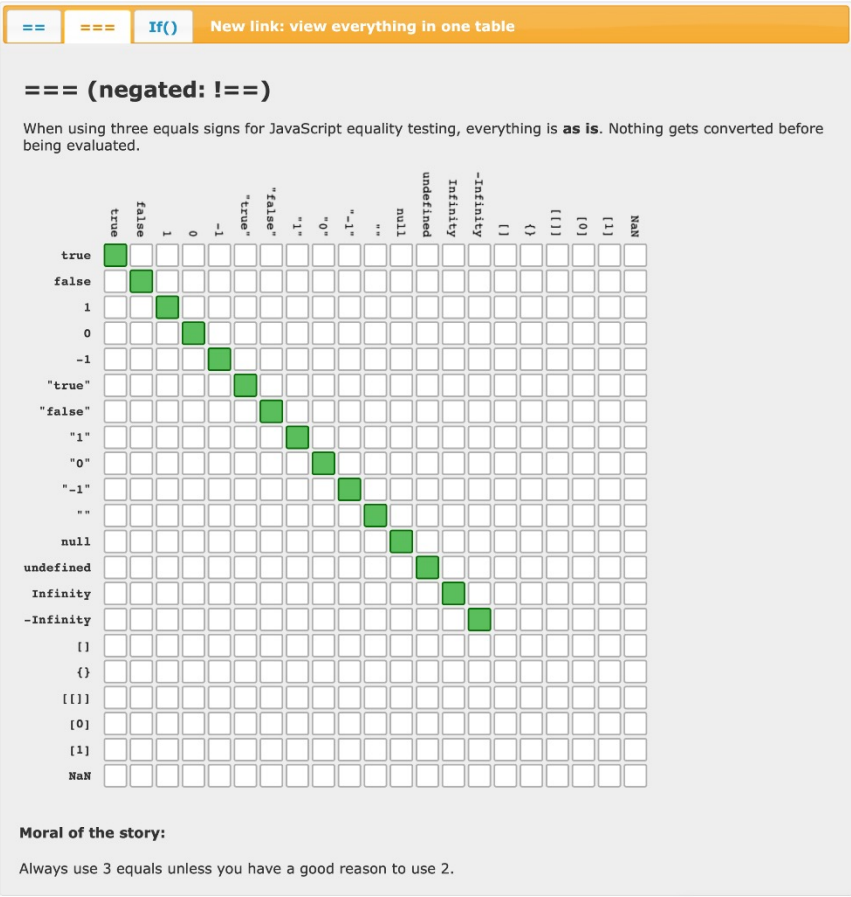 == === If() New link: view everything in one table
=== (negated: !==)
When using three equals signs for JavaScript equality testing, everything is as is. Nothing gets converted before
being evaluated.
true false 1 0 -1 "true" "false" "1" "0" "-1" "" null undefined Infinity -Infinity [] {} [[]] [0] [1] NaN
true
false
1
0
-1
"true"
"false"
"1"
"0"
"-1"
""
null
undefined
Infinity
-Infinity
[]
{}
[[]]
[0]
[1]
NaN
Moral of the story:
Always use 3 equals unless you have a good reason to use 2.